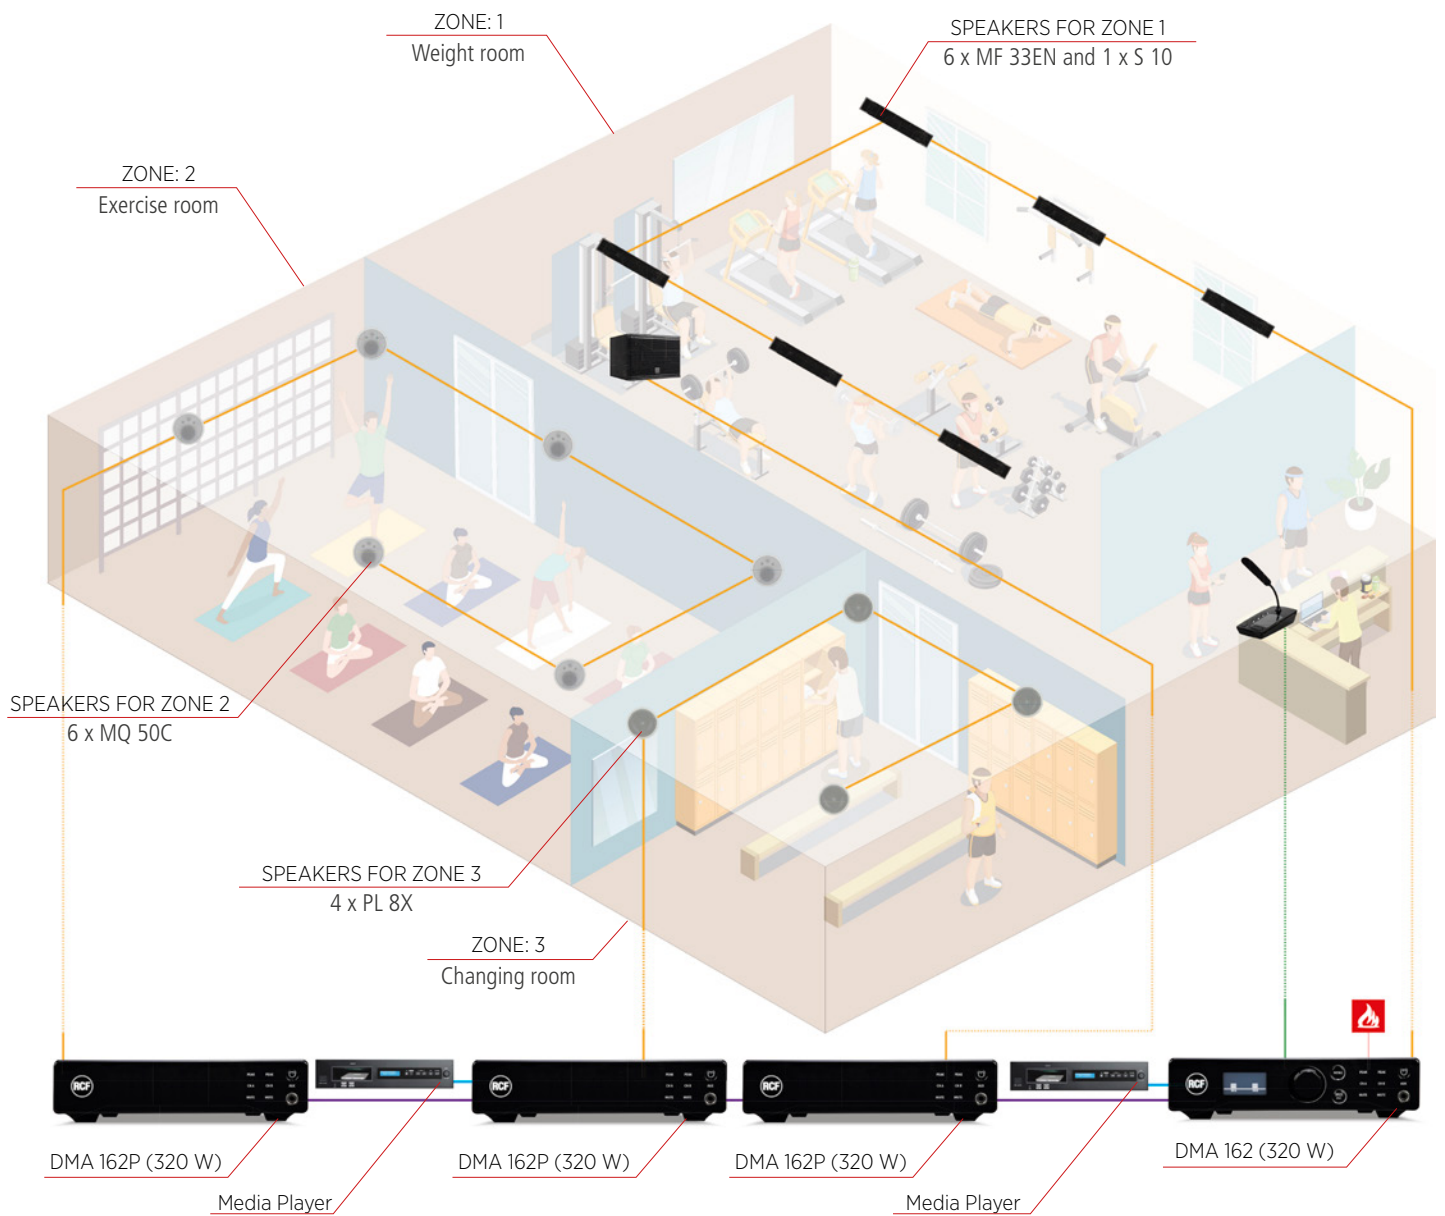 ZONE: 1
Weight room
SPEAKERS FOR ZONE 1
6 x MF 33EN and 1 x S 10
ZONE: 2
Exercise room
SPEAKERS FOR ZONE 2
6 x MQ 50C
SPEAKERS FOR ZONE 3
4 x PL 8X
ZONE: 3
Changing room
RCF
RCF
RCF
RCF
DMA 162P (320 W)
DMA 162P (320 W)
DMA 162P (320 W)
DMA 162 (320 W)
Media Player
Media Player